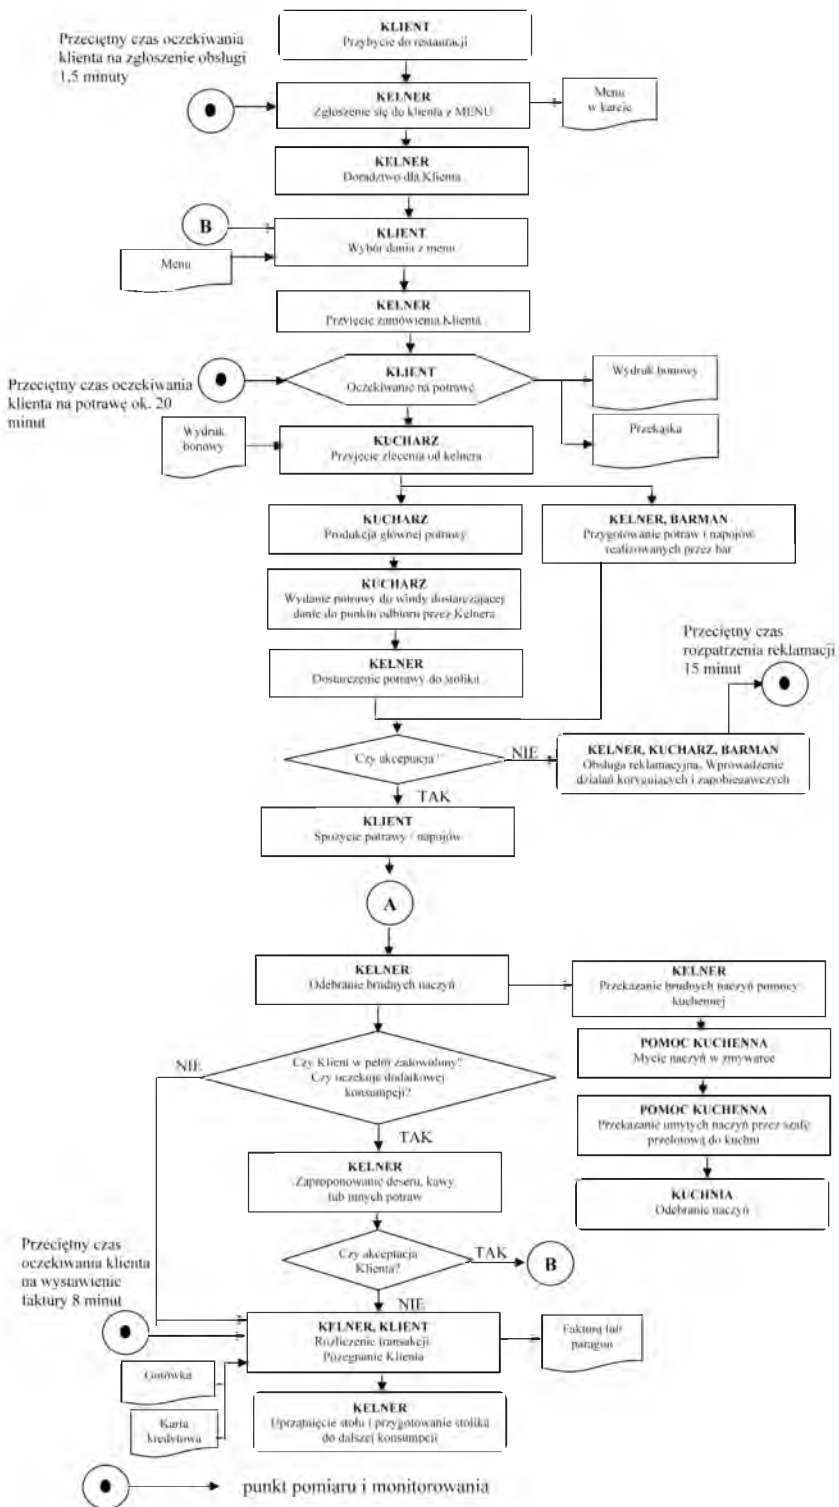 KLIENT
Przybycie do restauracji
Przeciętny czas oczekiwania
klienta na zgłoszenie obsługi
1,5 minuty
KELNER
Zgłoszenie się do klienta z MENU
Menu
w karcie
KELNER
Doradztwo dla Klienta
B
KLIENT
Wybór dania z menu
Menu
KELNER
Przyjęcie zamówienia Klienta
Przeciętny czas oczekiwania
klienta na potrawę ok. 20
minut
KLIENT
Oczekiwanie na potrawę
Wydruk bonowy
Przekąska
Wydruk
bonowy
KUCHARZ
Przyjęcie zlecenia od kelnera
KUCHARZ
Produkcja głównej potrawy
KELNER, BARMAN
Przygotowanie potraw i napojów
realizowanych przez bar
KUCHARZ
Wydanie potrawy do windy dostarczającej
danie do punktu odbioru przez Kelnera
KELNER
Dostarczenie potrawy do stolika
Przeciętny czas
rozpatrzenia reklamacji
15 minut
Czy akceptacja?
NIE
KELNER, KUCHARZ, BARMAN
Obsługa reklamacyjna. Wprowadzenie
działań korygujących i zapobiegawczych
TAK
KLIENT
Spożycie potrawy / napojów
A
KELNER
Odebranie brudnych naczyń
KELNER
Przekazanie brudnych naczyń pomocy
kuchennej
NIE
Czy Klient w pełni zadowolony?
Czy oczekuje dodatkowej
konsumpcji?
POMOC KUCHENNA
Mycie naczyń w zmywarce
TAK
POMOC KUCHENNA
Przekazanie umytych naczyń przez szafę
przelotową do kuchni
KELNER
Zaproponowanie deseru, kawy
lub innych potraw
KUCHNIA
Odebranie naczyń
Przeciętny czas
oczekiwania klienta
na wystawienie
faktury 8 minut
Czy akceptacja
Klienta?
TAK
B
NIE
KELNER, KLIENT
Rozliczenie transakcji
Pożegnanie Klienta
Faktura lub
paragon
Gotówka
Karta
kredytowa
KELNER
Uprzątnięcie stołu i przygotowanie stolika
do dalszej konsumpcji
punkt pomiaru i monitorowania